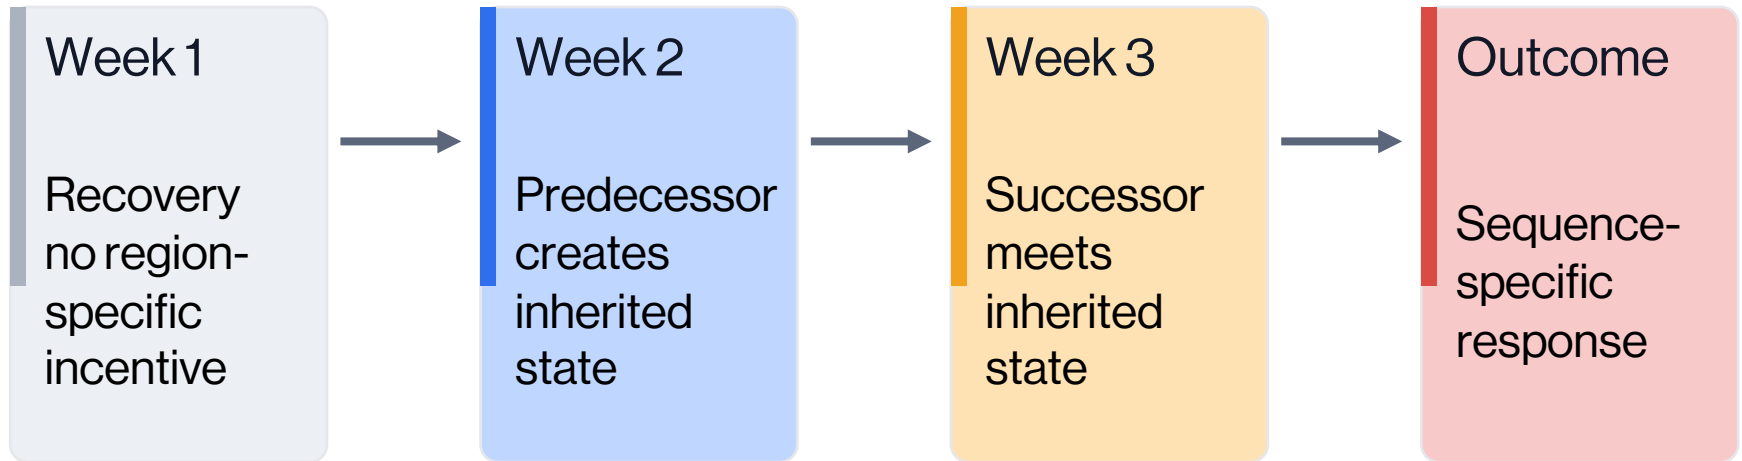 Week 1
Recovery
no region-
specific
incentive
Week 2
Predecessor
creates
inherited
state
Week 3
Successor
meets
inherited
state
Outcome
Sequence-
specific
response